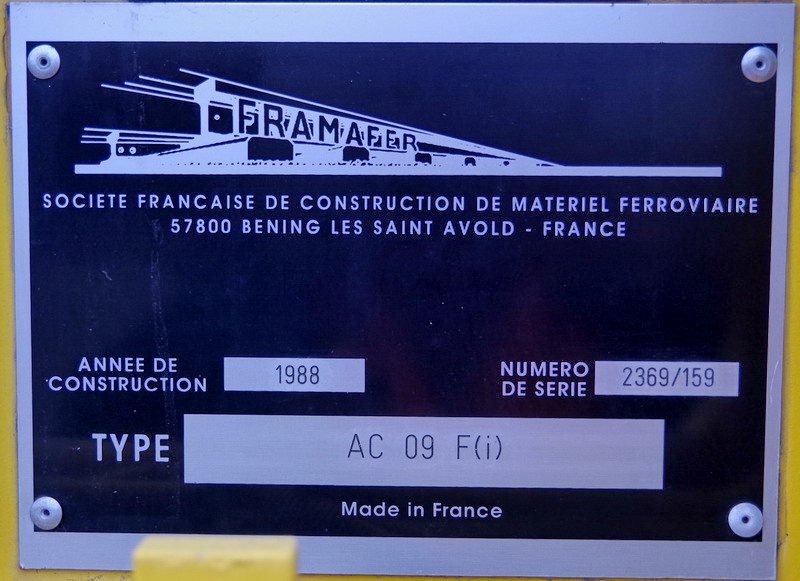 FRAMAFER
SOCIETE FRANCAISE DE CONSTRUCTION DE MATERIEL FERROVIAIRE
57800 BENING LES SAINT AVOLD - FRANCE
ANNEE DE
CONSTRUCTION
1988
NUMERO
DE SERIE
2369/159
TYPE
AC 09 F(i)
Made in France